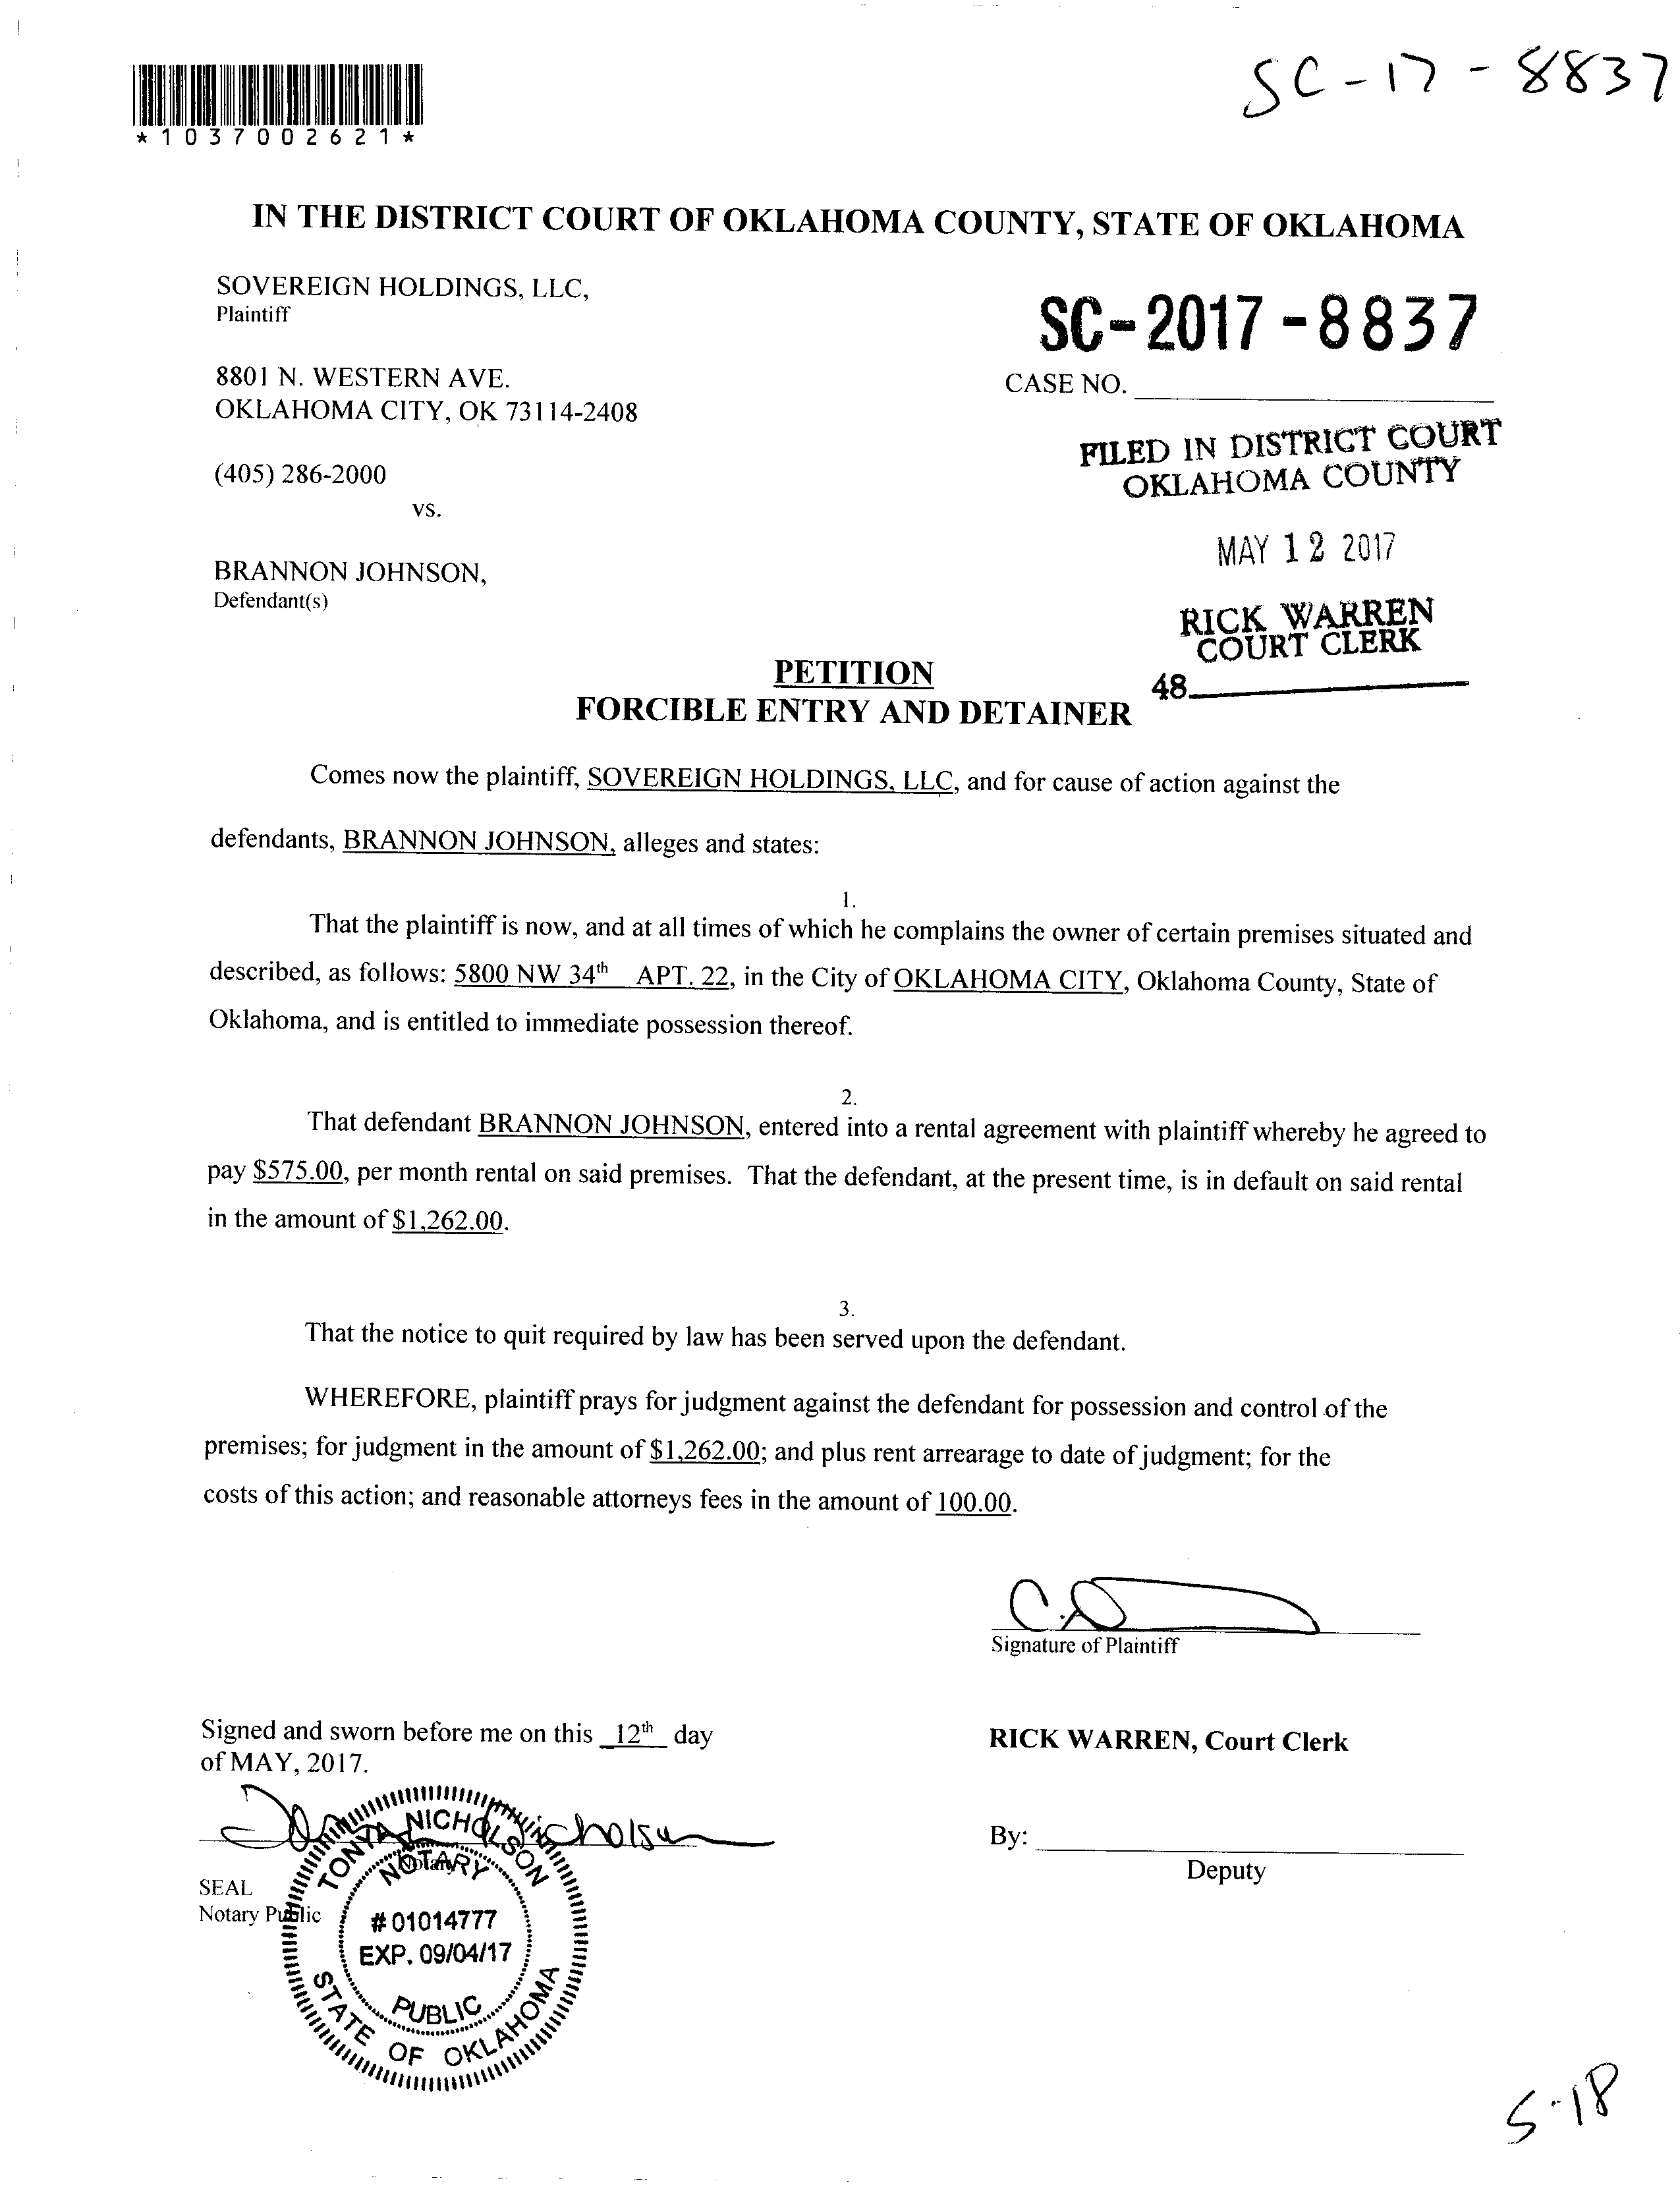 SC-17-8837
*1037002621*
IN THE DISTRICT COURT OF OKLAHOMA COUNTY, STATE OF OKLAHOMA
SOVEREIGN HOLDINGS, LLC,
Plaintiff
SC-2017-8837
8801 N. WESTERN AVE.
CASE NO.
OKLAHOMA CITY, OK 73114-2408
FILED IN DISTRICT COURT
OKLAHOMA COUNTY
(405) 286-2000
vs.
MAY 12 2017
BRANNON JOHNSON,
Defendant(s)
RICK WARREN
COURT CLERK
48
PETITION
FORCIBLE ENTRY AND DETAINER
Comes now the plaintiff, SOVEREIGN HOLDINGS, LLC, and for cause of action against the
defendants, BRANNON JOHNSON, alleges and states:
1.
That the plaintiff is now, and at all times of which he complains the owner of certain premises situated and
described, as follows: 5800 NW 34th APT. 22, in the City of OKLAHOMA CITY, Oklahoma County, State of
Oklahoma, and is entitled to immediate possession thereof.
2.
That defendant BRANNON JOHNSON, entered into a rental agreement with plaintiff whereby he agreed to
pay $575.00, per month rental on said premises. That the defendant, at the present time, is in default on said rental
in the amount of $1,262.00.
3.
That the notice to quit required by law has been served upon the defendant.
WHEREFORE, plaintiff prays for judgment against the defendant for possession and control of the
premises; for judgment in the amount of $1,262.00; and plus rent arrearage to date of judgment; for the
costs of this action; and reasonable attorneys fees in the amount of 100.00.
Signature of Plaintiff
Signed and sworn before me on this 12th day
of MAY, 2017.
RICK WARREN, Court Clerk
Tonya Nicholson
Notary
By:
Deputy
SEAL
Notary Public
TONYA NICHOLSON
NOTARY
#01014777
EXP. 09/04/17
PUBLIC
STATE OF OKLAHOMA
5-18